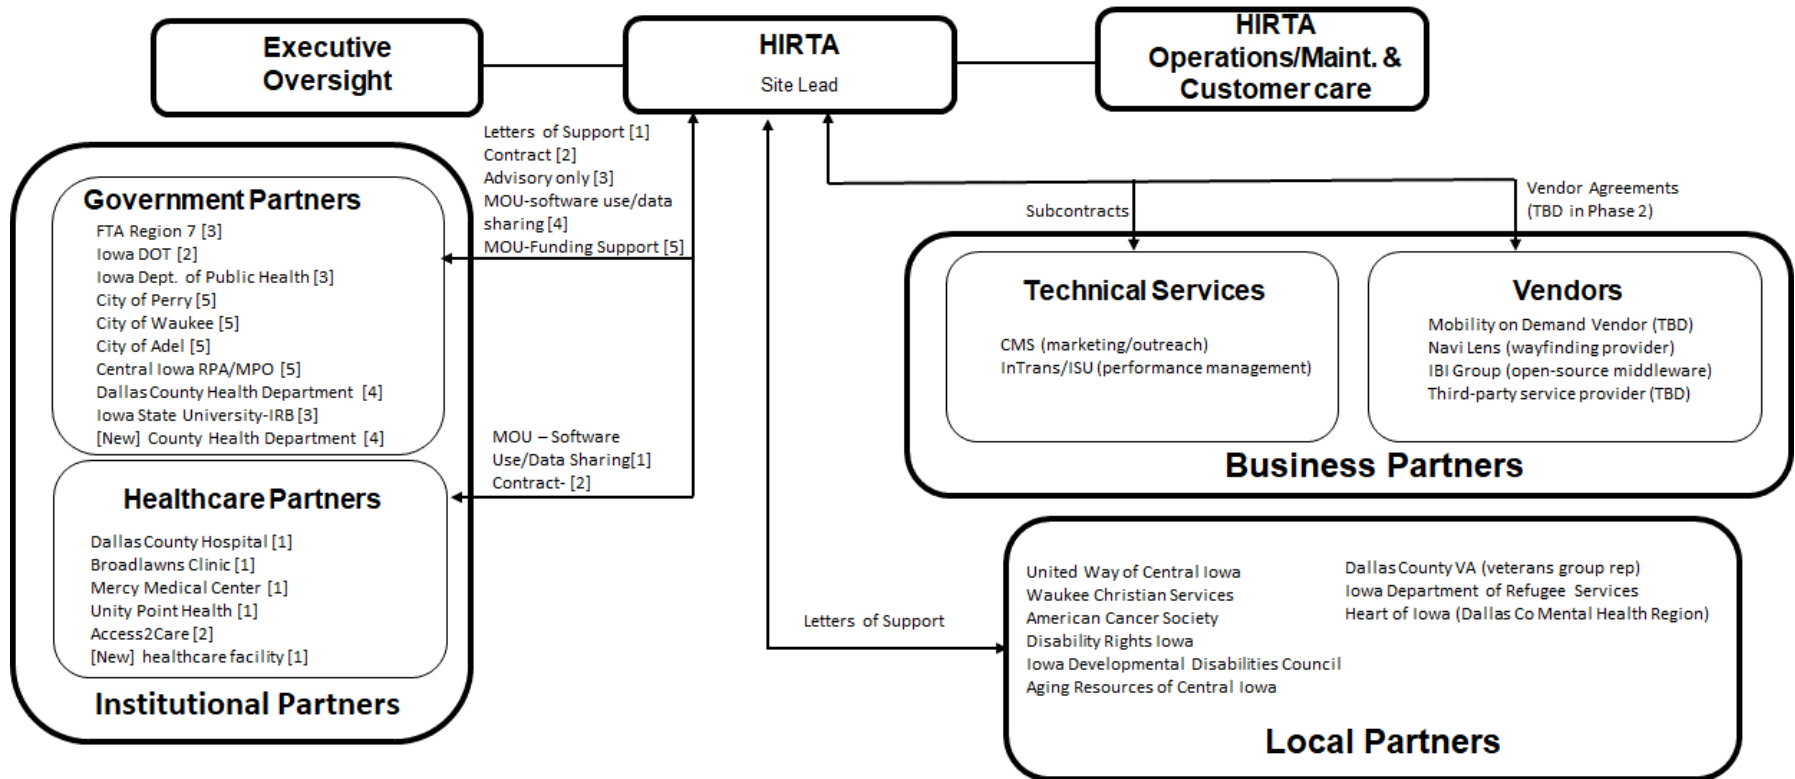 Executive
Oversight
HIRTA
Site Lead
HIRTA
Operations/Maint. &
Customer care
Letters of Support [1]
Contract [2]
Advisory only [3]
MOU-software use/data
sharing [4]
MOU-Funding Support [5]
Government Partners
FTA Region 7 [3]
Iowa DOT [2]
Iowa Dept. of Public Health [3]
City of Perry [5]
City of Waukee [5]
City of Adel [5]
Central Iowa RPA/MPO [5]
Dallas County Health Department [4]
Iowa State University-IRB [3]
[New] County Health Department [4]
MOU – Software
Use/Data Sharing[1]
Contract- [2]
Healthcare Partners
Dallas County Hospital [1]
Broadlawns Clinic [1]
Mercy Medical Center [1]
Unity Point Health [1]
Access2Care [2]
[New] healthcare facility [1]
Institutional Partners
Subcontracts
Vendor Agreements
(TBD in Phase 2)
Technical Services
CMS (marketing/outreach)
InTrans/ISU (performance management)
Vendors
Mobility on Demand Vendor (TBD)
Navi Lens (wayfinding provider)
IBI Group (open-source middleware)
Third-party service provider (TBD)
Business Partners
Letters of Support
United Way of Central Iowa
Waukee Christian Services
American Cancer Society
Disability Rights Iowa
Iowa Developmental Disabilities Council
Aging Resources of Central Iowa
Dallas County VA (veterans group rep)
Iowa Department of Refugee Services
Heart of Iowa (Dallas Co Mental Health Region)
Local Partners